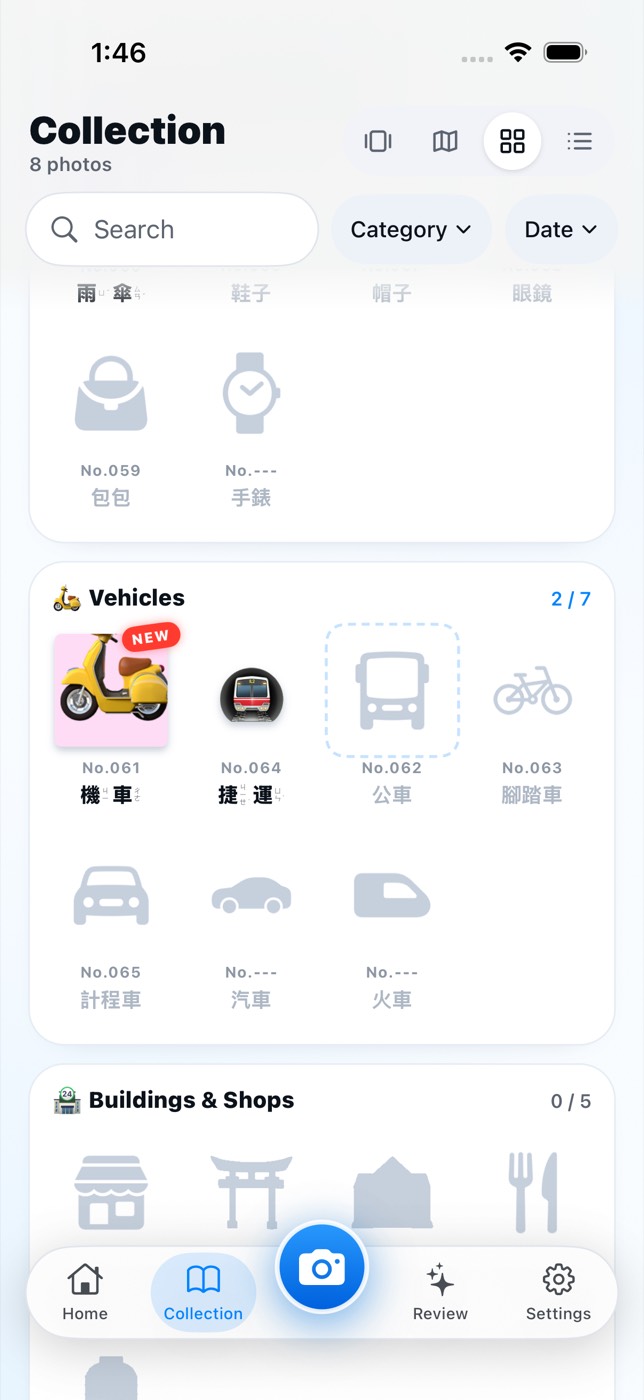 1:46
Collection
8 photos
Search
Category
Date
雨傘
鞋子
帽子
眼鏡
No.059
No.---
包包
手錶
Vehicles
2 / 7
NEW
No.061
No.064
No.062
No.063
機車
捷運
公車
腳踏車
No.065
No.---
No.---
計程車
汽車
火車
24
Buildings & Shops
0 / 5
Home
Collection
Review
Settings